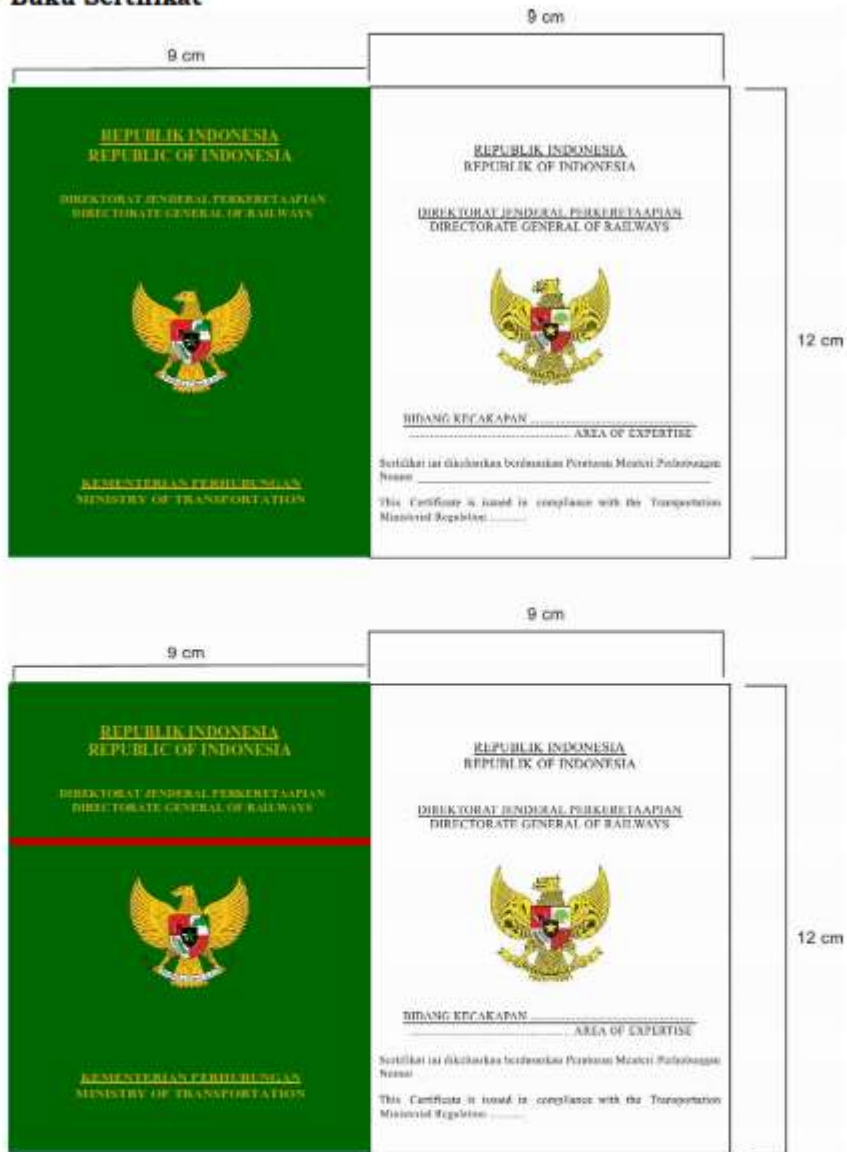 Buku Sertifikat
9 cm
9 cm
REPUBLIK INDONESIA
REPUBLIC OF INDONESIA
DIREKTORAT JENDERAL PERKERETAAPIAN
DIRECTORATE GENERAL OF RAILWAYS
KEMENTERIAN PERHUBUNGAN
MINISTRY OF TRANSPORTATION
REPUBLIK INDONESIA
REPUBLIK OF INDONESIA
DIREKTORAT JENDERAL PERKERETAAPIAN
DIRECTORATE GENERAL OF RAILWAYS
BIDANG KECAKAPAN ........................................
........................................ AREA OF EXPERTISE
Sertifikat ini dikeluarkan berdasarkan Peraturan Menteri Perhubungan
Nomor
This Certificate is issued in compliance with the Transportation
Ministerial Regulation ..........
12 cm
9 cm
9 cm
REPUBLIK INDONESIA
REPUBLIC OF INDONESIA
DIREKTORAT JENDERAL PERKERETAAPIAN
DIRECTORATE GENERAL OF RAILWAYS
KEMENTERIAN PERHUBUNGAN
MINISTRY OF TRANSPORTATION
REPUBLIK INDONESIA
REPUBLIK OF INDONESIA
DIREKTORAT JENDERAL PERKERETAAPIAN
DIRECTORATE GENERAL OF RAILWAYS
BIDANG KECAKAPAN ........................................
........................................ AREA OF EXPERTISE
Sertifikat ini dikeluarkan berdasarkan Peraturan Menteri Perhubungan
Nomor
This Certificate is issued in compliance with the Transportation
Ministerial Regulation ..........
12 cm